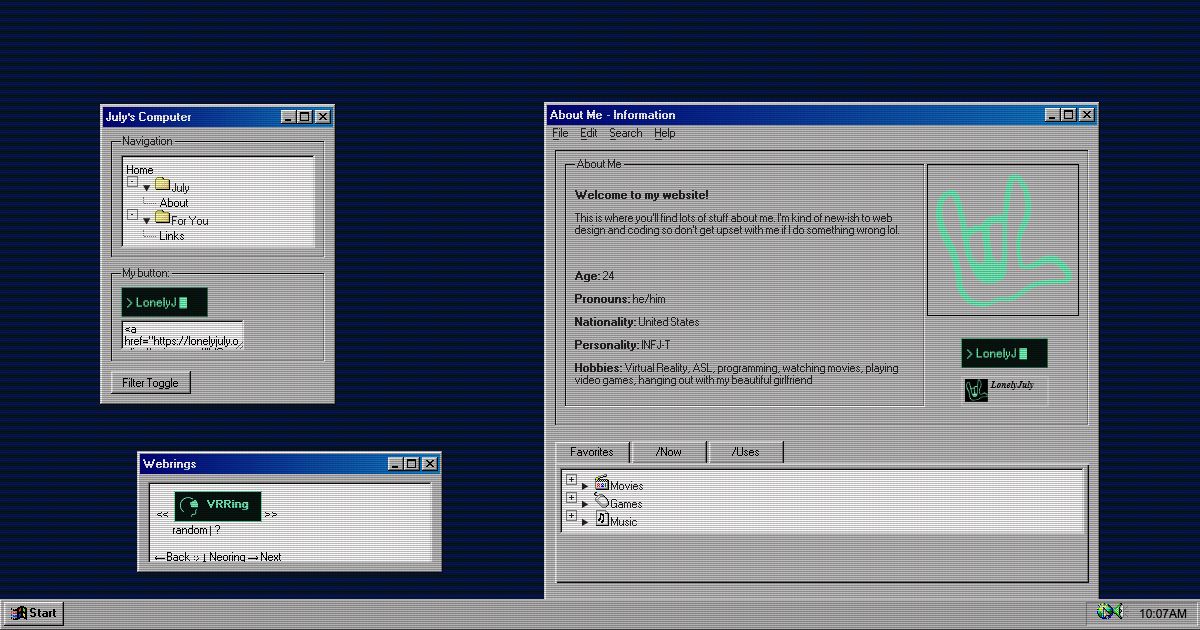 July's Computer
Navigation
Home
July
About
For You
Links
My button:
> LonelyJ
<a
href="https://lonelyjuly.o
Filter Toggle
Webrings
<< VRRing >>
random | ?
←Back :: | Neoring →Next
About Me - Information
File Edit Search Help
About Me
Welcome to my website!
This is where you'll find lots of stuff about me. I'm kind of new-ish to web
design and coding so don't get upset with me if I do something wrong lol.
Age: 24
Pronouns: he/him
Nationality: United States
Personality: INFJ-T
Hobbies: Virtual Reality, ASL, programming, watching movies, playing
video games, hanging out with my beautiful girlfriend
> LonelyJ
LonelyJuly
Favorites /Now /Uses
Movies
Games
Music
Start
10:07AM